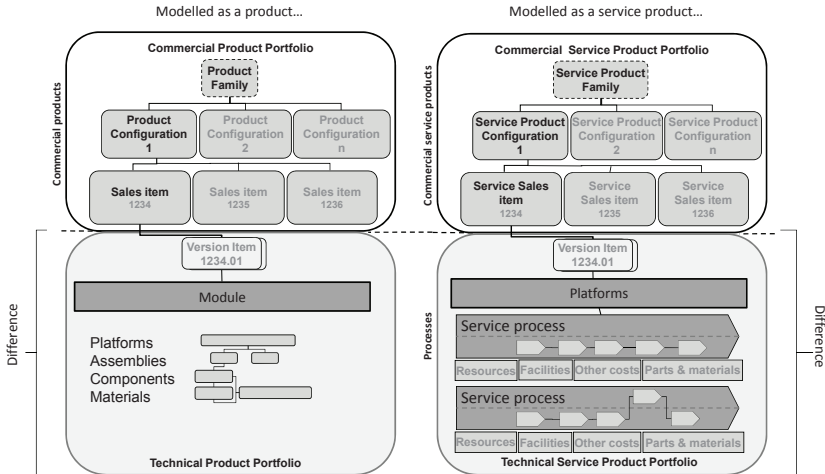 Modelled as a product…
Commercial Product Portfolio
Commercial products
Product
Family
Product
Configuration
1
Product
Configuration
2
Product
Configuration
n
Sales item
1234
Sales item
1235
Sales item
1236
Version Item
1234.01
Module
Platforms
Assemblies
Components
Materials
Technical Product Portfolio
Difference
Modelled as a service product…
Commercial Service Product Portfolio
Commercial service products
Service Product
Family
Service Product
Configuration
1
Service Product
Configuration
2
Service Product
Configuration
n
Service Sales
item
1234
Service
Sales item
1235
Service
Sales item
1236
Version Item
1234.01
Platforms
Processes
Service process
Resources
Facilities
Other costs
Parts & materials
Service process
Resources
Facilities
Other costs
Parts & materials
Technical Service Product Portfolio
Difference